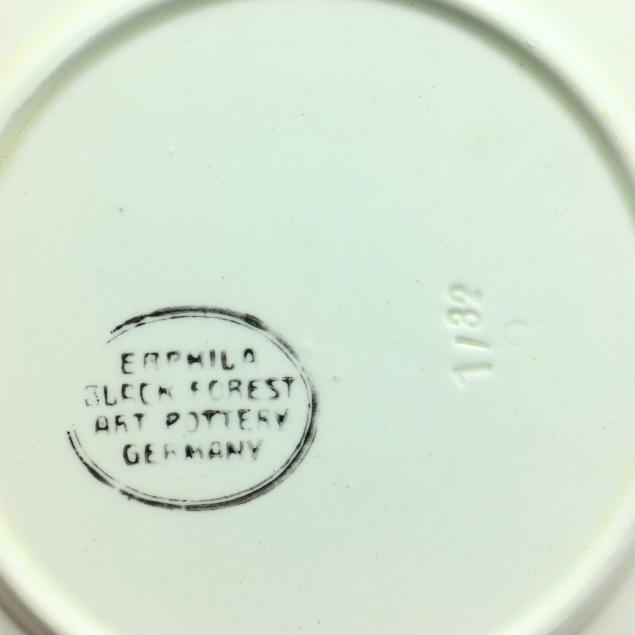 ERPHILA
BLACK FOREST
ART POTTERY
GERMANY
1/32